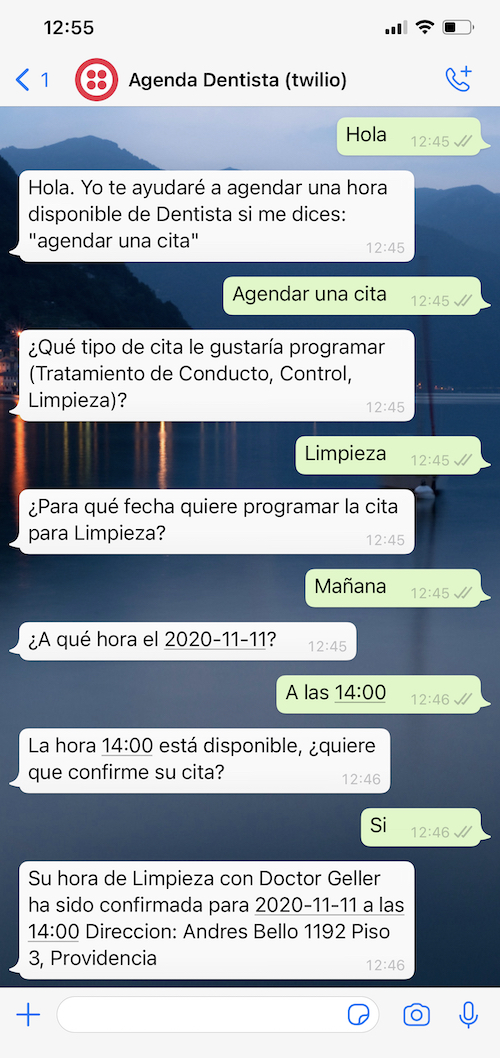 12:55
1
Agenda Dentista (twilio)
Hola
12:45
Hola. Yo te ayudaré a agendar una hora
disponible de Dentista si me dices:
"agendar una cita"
12:45
Agendar una cita
12:45
¿Qué tipo de cita le gustaría programar
(Tratamiento de Conducto, Control,
Limpieza)?
12:45
Limpieza
12:45
¿Para qué fecha quiere programar la cita
para Limpieza?
12:45
Mañana
12:45
¿A qué hora el 2020-11-11?
12:45
A las 14:00
12:46
La hora 14:00 está disponible, ¿quiere
que confirme su cita?
12:46
Si
12:46
Su hora de Limpieza con Doctor Geller
ha sido confirmada para 2020-11-11 a las
14:00 Direccion: Andres Bello 1192 Piso
3, Providencia
12:46